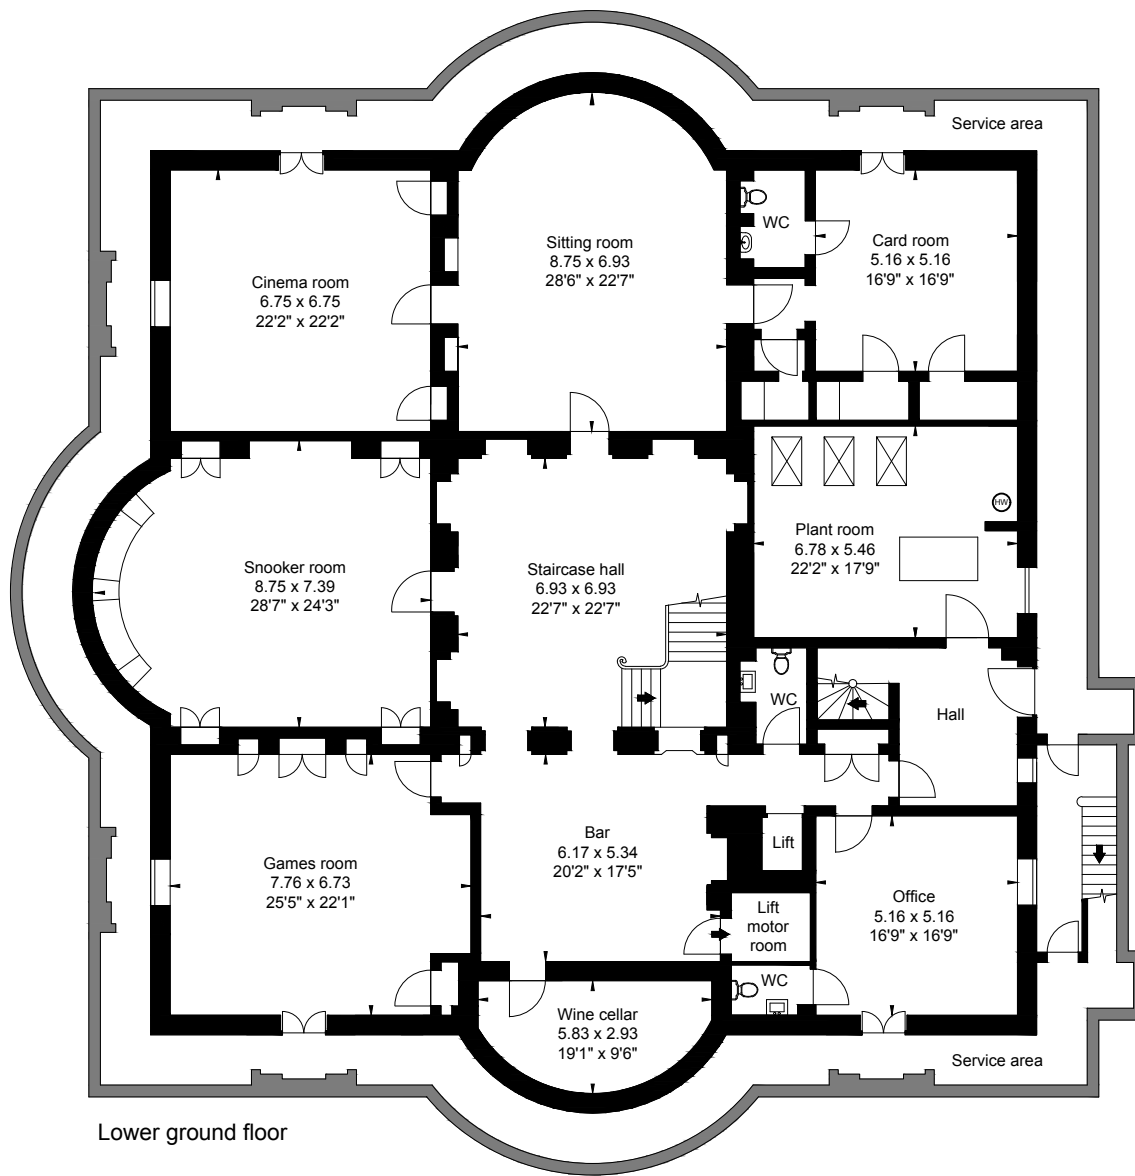 Service area
WC
Sitting room
8.75 x 6.93
28'6" x 22'7"
Card room
5.16 x 5.16
16'9" x 16'9"
Cinema room
6.75 x 6.75
22'2" x 22'2"
HW
Plant room
6.78 x 5.46
22'2" x 17'9"
Snooker room
8.75 x 7.39
28'7" x 24'3"
Staircase hall
6.93 x 6.93
22'7" x 22'7"
WC
Hall
Bar
6.17 x 5.34
20'2" x 17'5"
Lift
Games room
7.76 x 6.73
25'5" x 22'1"
Office
5.16 x 5.16
16'9" x 16'9"
Lift
motor
room
WC
Wine cellar
5.83 x 2.93
19'1" x 9'6"
Service area
Lower ground floor